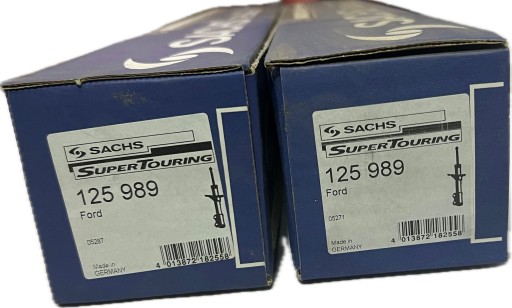 SACHS
SACHS
SUPERTOURING
125 989
Ford
05287
Made in
GERMANY
4 013872 182558
SACHS
SUPERTOURING
125 989
Ford
05271
Made in
GERMANY
4 013872 182558